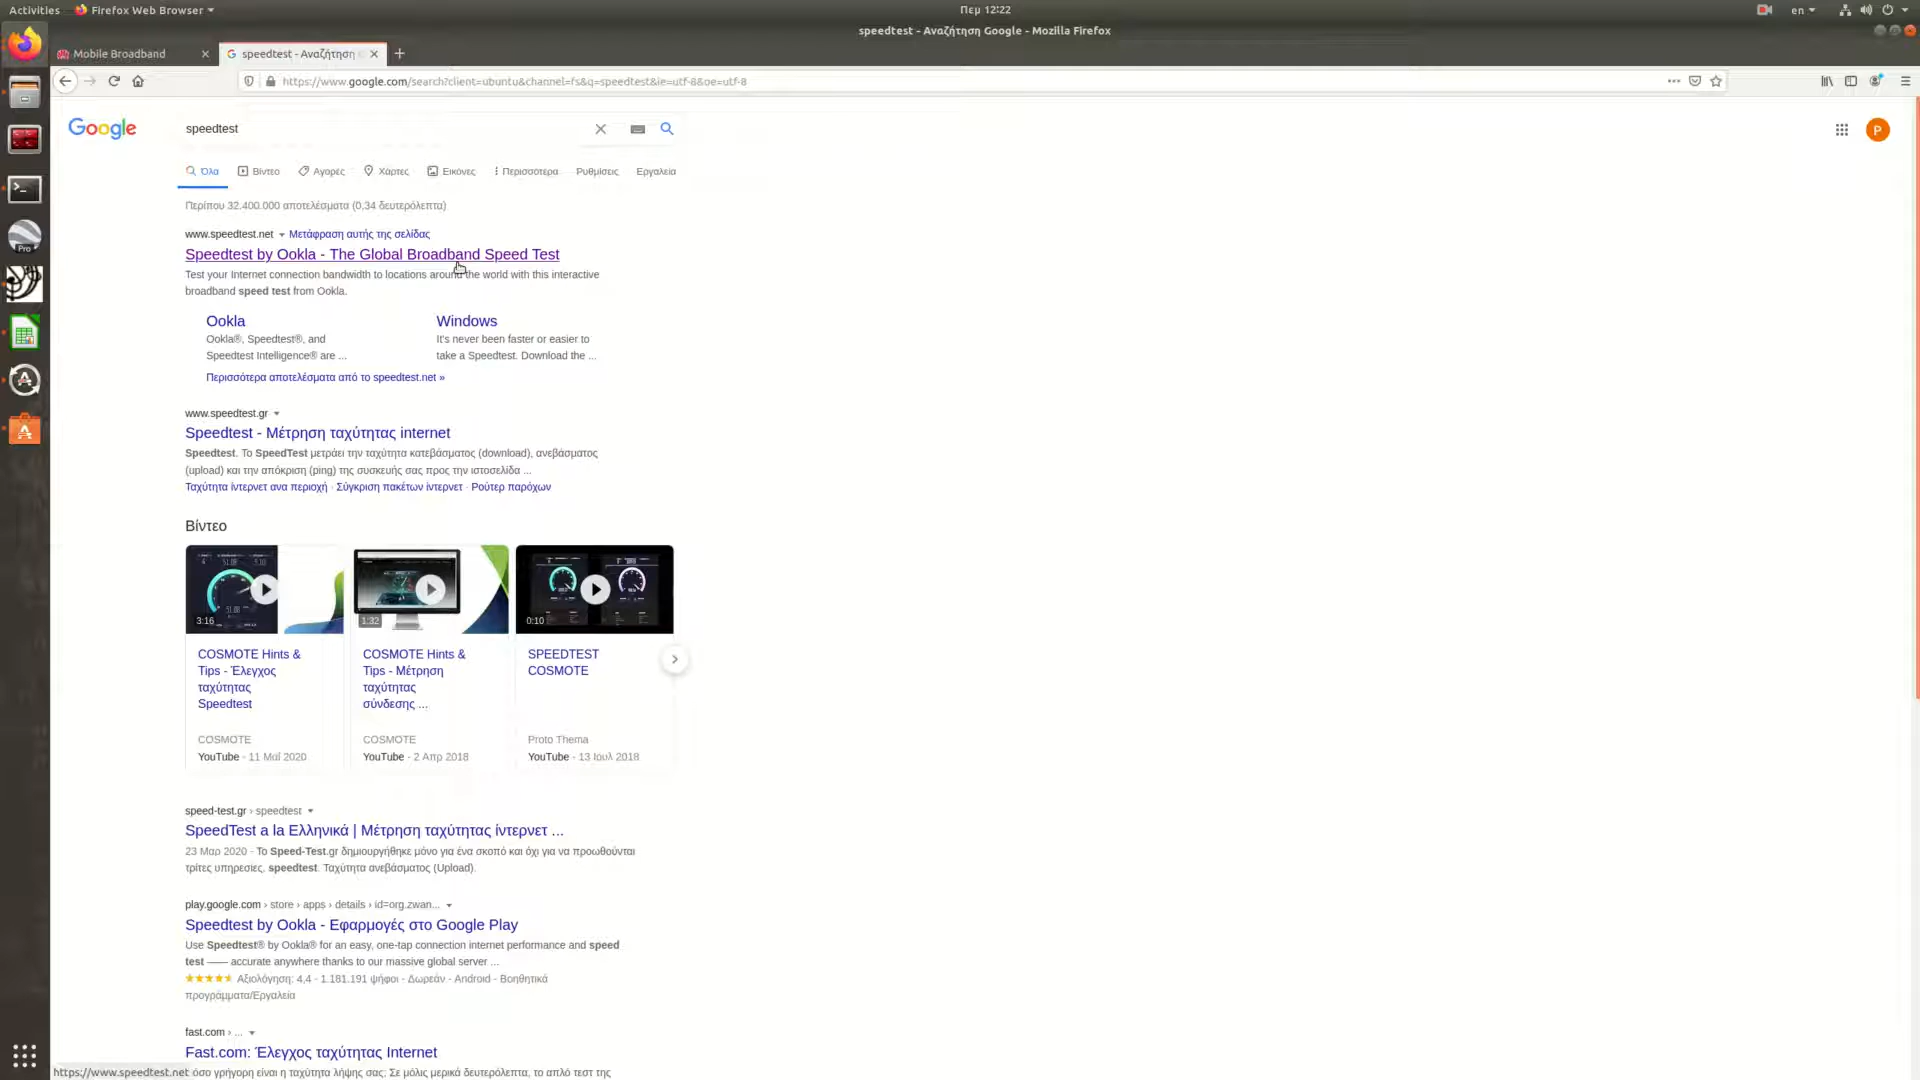 Activities
Firefox Web Browser
Περ 12:22
en
speedtest - Αναζήτηση Google - Mozilla Firefox
Mobile Broadband
speedtest - Αναζήτηση
https://www.google.com/search?client=ubuntu&channel=fs&q=speedtest&ie=utf-8&oe=utf-8
Google
speedtest
P
Όλα
Βίντεο
Αγορές
Χάρτες
Εικόνες
Περισσότερα
Ρυθμίσεις
Εργαλεία
Περίπου 32.400.000 αποτελέσματα (0,34 δευτερόλεπτα)
www.speedtest.net
Μετάφραση αυτής της σελίδας
Speedtest by Ookla - The Global Broadband Speed Test
Test your Internet connection bandwidth to locations around the world with this interactive
broadband speed test from Ookla.
Ookla
Ookla®, Speedtest®, and
Speedtest Intelligence® are ...
Windows
It's never been faster or easier to
take a Speedtest. Download the ...
Περισσότερα αποτελέσματα από το speedtest.net »
www.speedtest.gr
Speedtest - Μέτρηση ταχύτητας internet
Speedtest. Το SpeedTest μετράει την ταχύτητα κατεβάσματος (download), ανεβάσματος
(upload) και την απόκριση (ping) της συσκευής σας προς την ιστοσελίδα ...
Ταχύτητα ίντερνετ ανα περιοχή · Σύγκριση πακέτων ίντερνετ · Ρούτερ παρόχων
Βίντεο
3:16
1:32
0:10
COSMOTE Hints &
Tips - Έλεγχος
ταχύτητας
Speedtest
COSMOTE
YouTube - 11 Μαΐ 2020
COSMOTE Hints &
Tips - Μέτρηση
ταχύτητας
σύνδεσης ...
COSMOTE
YouTube - 2 Απρ 2018
SPEEDTEST
COSMOTE
Proto Thema
YouTube - 13 Ιουλ 2018
speed-test.gr › speedtest
SpeedTest a la Ελληνικά | Μέτρηση ταχύτητας ίντερνετ ...
23 Μαρ 2020 - Το Speed-Test.gr δημιουργήθηκε μόνο για ένα σκοπό και όχι για να προωθούνται
τρίτες υπηρεσίες. speedtest. Ταχύτητα ανεβάσματος (Upload).
play.google.com › store › apps › details › id=org.zwan...
Speedtest by Ookla - Εφαρμογές στο Google Play
Use Speedtest® by Ookla® for an easy, one-tap connection internet performance and speed
test —— accurate anywhere thanks to our massive global server ...
Αξιολόγηση: 4,4 - 1.181.191 ψήφοι - Δωρεάν - Android - Βοηθητικά
προγράμματα/Εργαλεία
fast.com › ...
Fast.com: Έλεγχος ταχύτητας Internet
https://www.speedtest.net όσο γρήγορη είναι η ταχύτητα λήψης σας; Σε μόλις μερικά δευτερόλεπτα, το απλό τεστ της
Pro